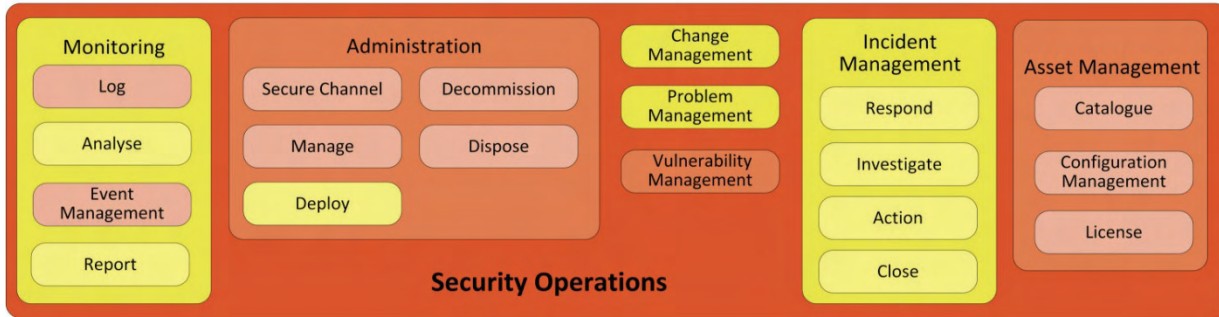 Monitoring
Log
Analyse
Event
Management
Report
Administration
Secure Channel
Decommission
Manage
Dispose
Deploy
Change
Management
Problem
Management
Vulnerability
Management
Incident
Management
Respond
Investigate
Action
Close
Asset Management
Catalogue
Configuration
Management
License
Security Operations